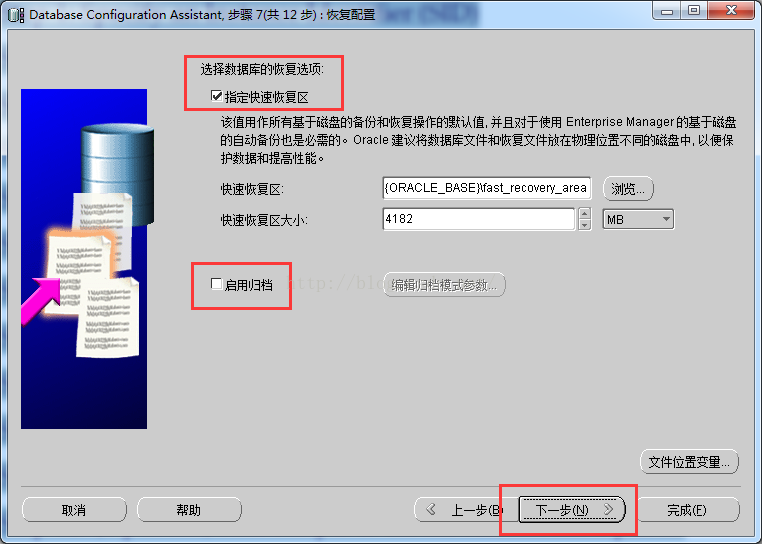 Database Configuration Assistant, 步骤 7(共 12 步) : 恢复配置
选择数据库的恢复选项:
指定快速恢复区
该值用作所有基于磁盘的备份和恢复操作的默认值, 并且对于使用 Enterprise Manager 的基于磁盘
的自动备份也是必需的。Oracle 建议将数据库文件和恢复文件放在物理位置不同的磁盘中, 以便保
护数据和提高性能。
快速恢复区: {ORACLE_BASE}\fast_recovery_area 浏览...
快速恢复区大小: 4182 MB
启用归档 http://blo 编辑归档模式参数...
文件位置变量...
取消 帮助 上一步(B) 下一步(N) 完成(F)